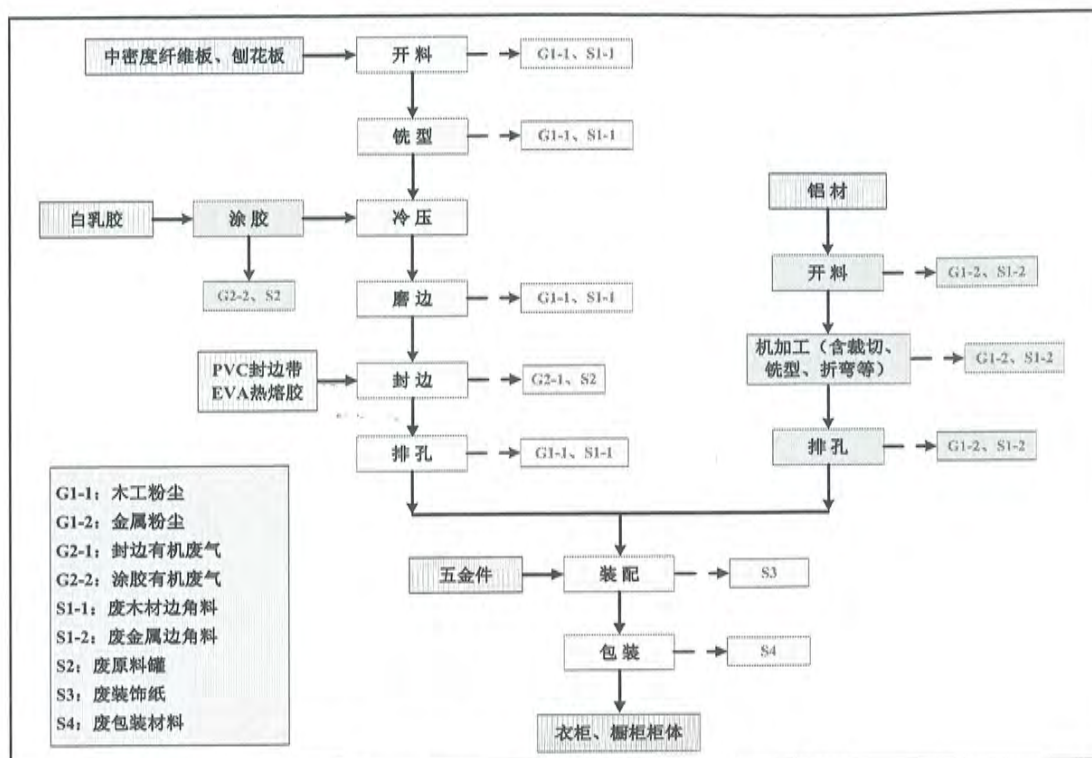 中密度纤维板、刨花板
开料
G1-1、S1-1
铣型
G1-1、S1-1
白乳胶
涂胶
冷压
G2-2、S2
磨边
G1-1、S1-1
PVC封边带
EVA热熔胶
封边
G2-1、S2
排孔
G1-1、S1-1
铝材
开料
G1-2、S1-2
机加工（含裁切、
铣型、折弯等）
G1-2、S1-2
排孔
G1-2、S1-2
五金件
装配
S3
包装
S4
衣柜、橱柜柜体
G1-1：木工粉尘
G1-2：金属粉尘
G2-1：封边有机废气
G2-2：涂胶有机废气
S1-1：废木材边角料
S1-2：废金属边角料
S2：废原料罐
S3：废装饰纸
S4：废包装材料